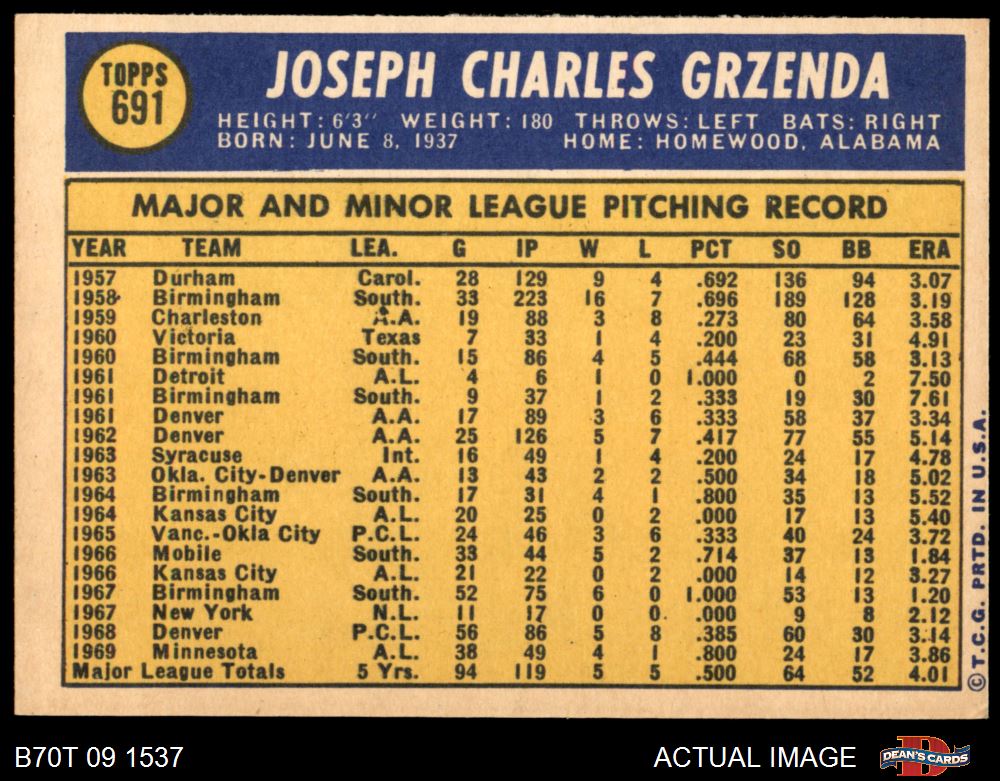 TOPPS
691
JOSEPH CHARLES GRZENDA
HEIGHT: 6'3" WEIGHT: 180 THROWS: LEFT BATS: RIGHT
BORN: JUNE 8, 1937 HOME: HOMEWOOD, ALABAMA
MAJOR AND MINOR LEAGUE PITCHING RECORD
YEAR TEAM LEA. G IP W L PCT SO BB ERA
1957 Durham Carol. 28 129 9 4 .692 136 94 3.07
1958 Birmingham South. 33 223 16 7 .696 189 128 3.19
1959 Charleston A.A. 19 88 3 8 .273 80 64 3.58
1960 Victoria Texas 7 33 1 4 .200 23 31 4.91
1960 Birmingham South. 15 86 4 5 .444 68 58 3.13
1961 Detroit A.L. 4 6 1 0 1.000 0 2 7.50
1961 Birmingham South. 9 37 1 2 .333 19 30 7.61
1961 Denver A.A. 17 89 3 6 .333 58 37 3.34
1962 Denver A.A. 25 126 5 7 .417 77 55 5.14
1963 Syracuse Int. 16 49 1 4 .200 24 17 4.78
1963 Okla. City-Denver A.A. 13 43 2 2 .500 34 18 5.02
1964 Birmingham South. 17 31 4 1 .800 35 13 5.52
1964 Kansas City A.L. 20 25 0 2 .000 17 13 5.40
1965 Vanc.-Okla City P.C.L. 24 46 3 6 .333 40 24 3.72
1966 Mobile South. 33 44 5 2 .714 37 13 1.84
1966 Kansas City A.L. 21 22 0 2 .000 14 12 3.27
1967 Birmingham South. 52 75 6 0 1.000 53 13 1.20
1967 New York N.L. 11 17 0 0 .000 9 8 2.12
1968 Denver P.C.L. 56 86 5 8 .385 60 30 3.14
1969 Minnesota A.L. 38 49 4 1 .800 24 17 3.86
Major League Totals 5 Yrs. 94 119 5 5 .500 64 52 4.01
©T.C.G. PRTD. IN U.S.A.
B70T 09 1537 ACTUAL IMAGE
DEAN'S CARDS